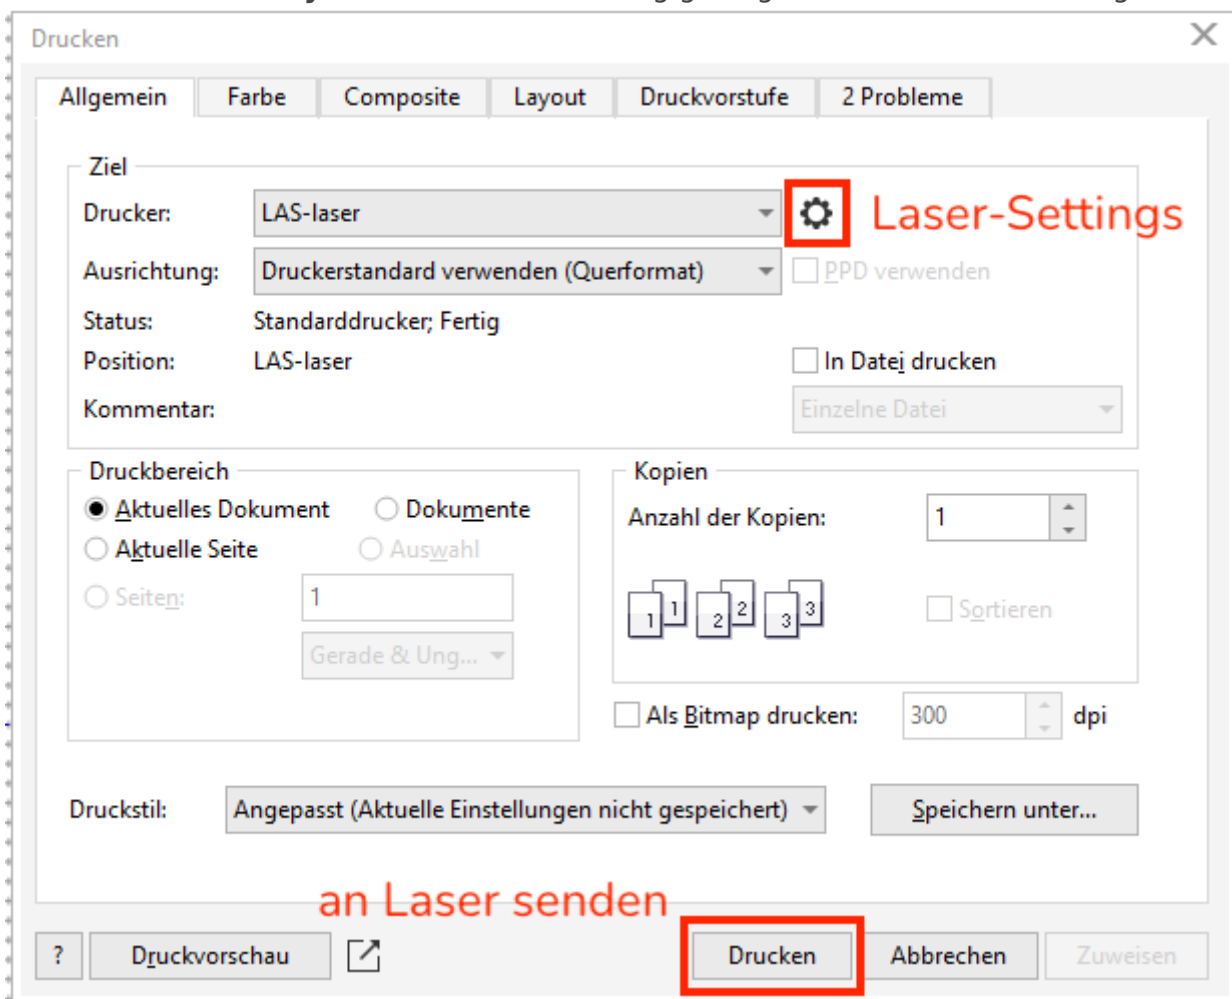 Drucken
Allgemein Farbe Composite Layout Druckvorstufe 2 Probleme
Ziel
Drucker: LAS-laser Laser-Settings
Ausrichtung: Druckerstandard verwenden (Querformat) PPD verwenden
Status: Standarddrucker; Fertig
Position: LAS-laser In Datei drucken
Kommentar: Einzelne Datei
Druckbereich
Aktuelles Dokument Dokumente
Aktuelle Seite Auswahl
Seiten: 1
Gerade & Ung...
Kopien
Anzahl der Kopien: 1
1 1 2 2 3 3
Sortieren
Als Bitmap drucken: 300 dpi
Druckstil: Angepasst (Aktuelle Einstellungen nicht gespeichert) Speichern unter...
an Laser senden
? Druckvorschau Drucken Abbrechen Zuweisen